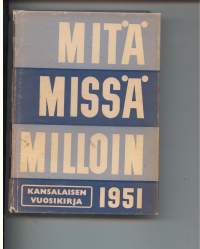 MITÄ
MISSÄ
MILLOIN
KANSALAISEN
VUOSIKIRJA
1951